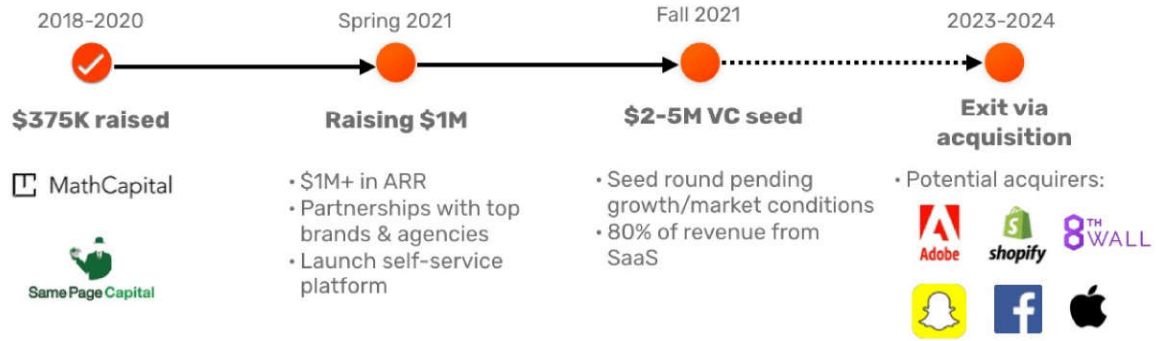 2018-2020
$375K raised
MathCapital
Same Page Capital
Spring 2021
Raising $1M
• $1M+ in ARR
• Partnerships with top
brands & agencies
• Launch self-service
platform
Fall 2021
$2-5M VC seed
• Seed round pending
growth/market conditions
• 80% of revenue from
SaaS
2023-2024
Exit via
acquisition
• Potential acquirers:
Adobe
shopify
8TH WALL